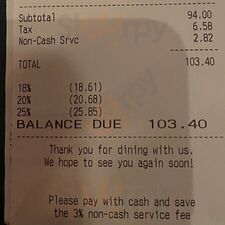 Subtotal 94.00
Tax 6.58
Non-Cash Srvc 2.82
TOTAL 103.40
18% (18.61)
20% (20.68)
25% (25.85)
BALANCE DUE 103.40
Thank you for dining with us.
We hope to see you again soon!
Please pay with cash and save
the 3% non-cash service fee